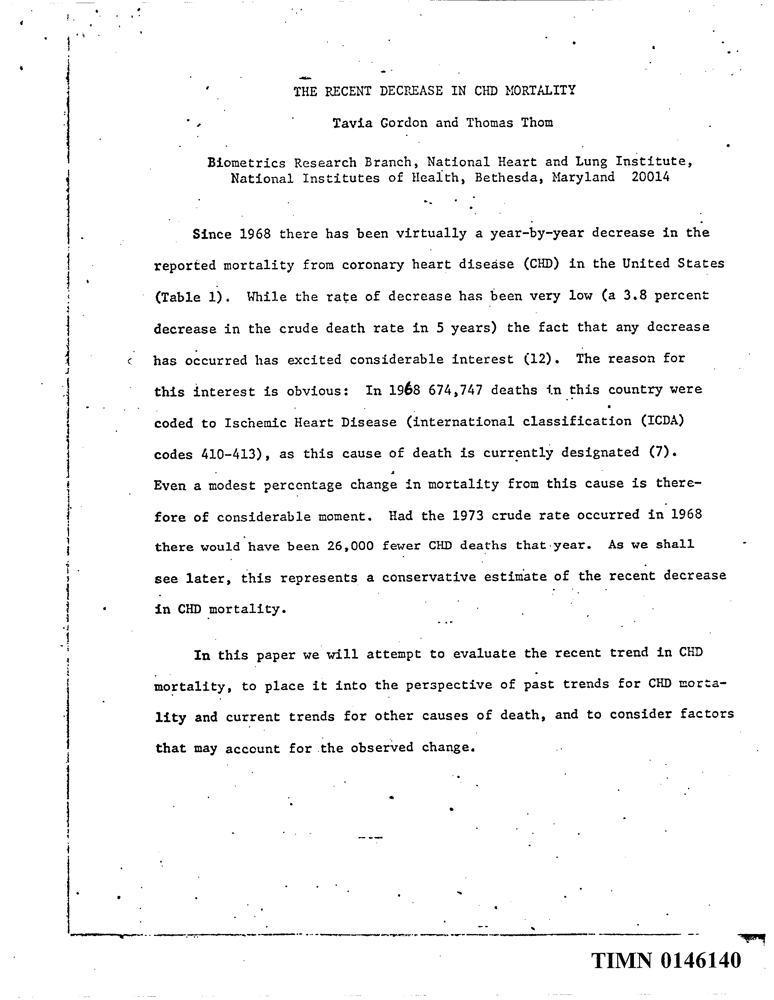 THE RECENT DECREASE IN CHD MORTALITY
Tavia Gordon and Thomas Thom
Biometrics Research Branch, National Heart and Lung Institute,
National Institutes of Health, Bethesda, Maryland 20014
Since 1968 there has been virtually a year-by-year decrease in the
reported mortality from coronary heart disease (CHD) in the United States
(Table 1). While the rate of decrease has been very low (a 3.8 percent
decrease in the crude death rate in 5 years) the fact that any decrease
has occurred has excited considerable interest (12). The reason for
this interest is obvious: In 1968 674,747 deaths in this country were
coded to Ischemic Heart Disease (international classification (ICDA)
codes 410-413), as this cause of death is currently designated (7).
Even a modest percentage change in mortality from this cause is there-
fore of considerable moment. Had the 1973 crude rate occurred in 1968
there would have been 26,000 fewer CHD deaths that year. As we shall
see later, this represents a conservative estimate of the recent decrease
in CHD mortality.
In this paper we will attempt to evaluate the recent trend in CHD
mortality, to place it into the perspective of past trends for CHD morta-
lity and current trends for other causes of death, and to consider factors
that may account for the observed change.
TIMN 0146140